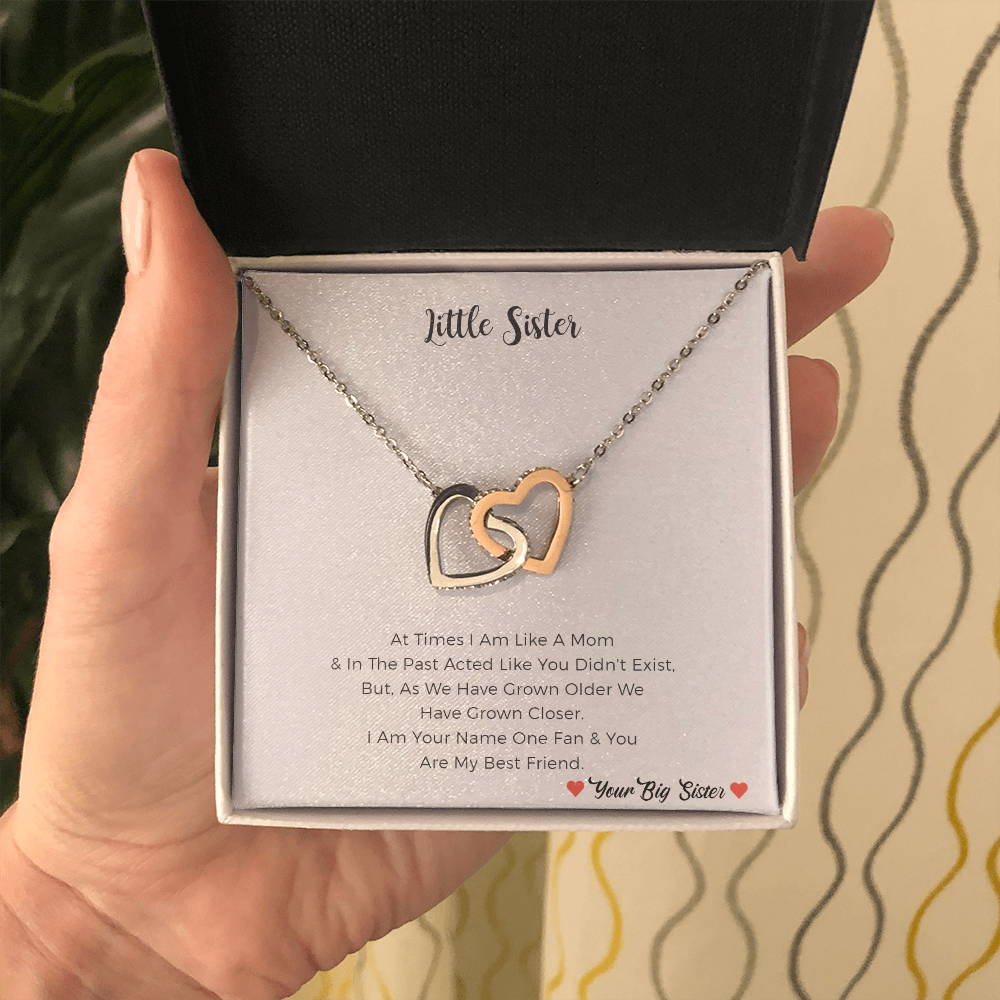 Little Sister
At Times I Am Like A Mom
& In The Past Acted Like You Didn't Exist,
But, As We Have Grown Older We
Have Grown Closer.
I Am Your Name One Fan & You
Are My Best Friend.
❤ Your Big Sister ❤